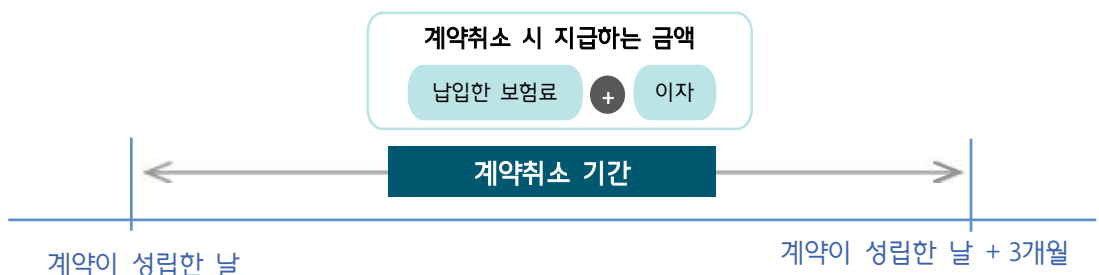 계약취소 시 지급하는 금액
납입한 보험료 + 이자
계약취소 기간
계약이 성립한 날
계약이 성립한 날 + 3개월